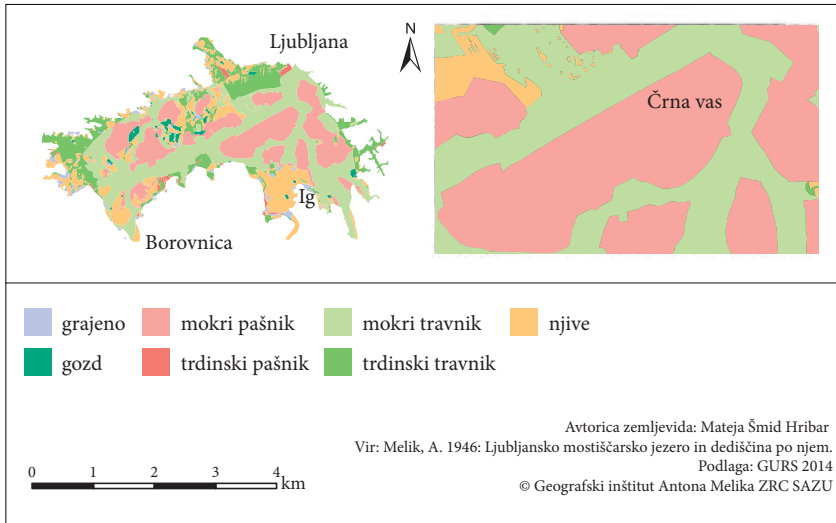 Ljubljana
N
Črna vas
Ig
Borovnica
grajeno
mokri pašnik
mokri travnik
njive
gozd
trdinski pašnik
trdinski travnik
Avtorica zemljevida: Mateja Šmid Hribar
Vir: Melik, A. 1946: Ljubljansko mostiščarsko jezero in dediščina po njem.
Podlaga: GURS 2014
© Geografski inštitut Antona Melika ZRC SAZU
0 1 2 3 4
km